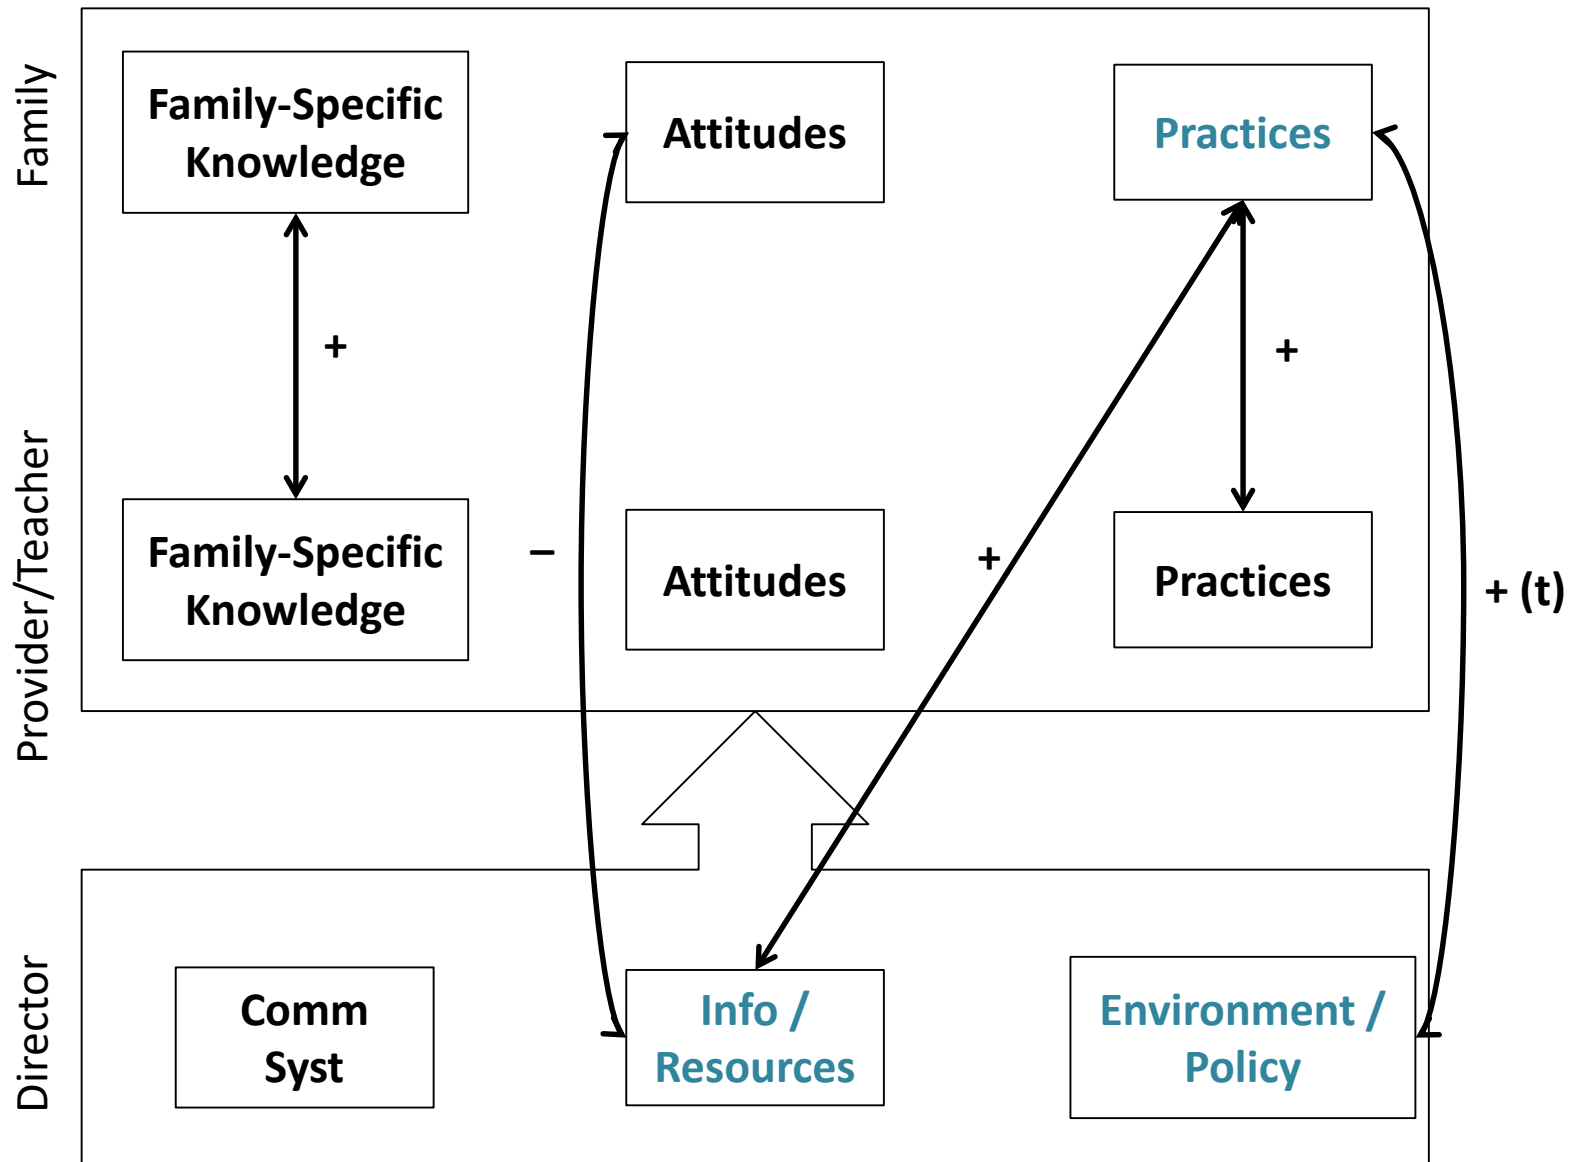 Family
Family-Specific
Knowledge
Attitudes
Practices
+
+
Provider/Teacher
Family-Specific
Knowledge
–
Attitudes
+
Practices
+ (t)
Director
Comm
Syst
Info /
Resources
Environment /
Policy